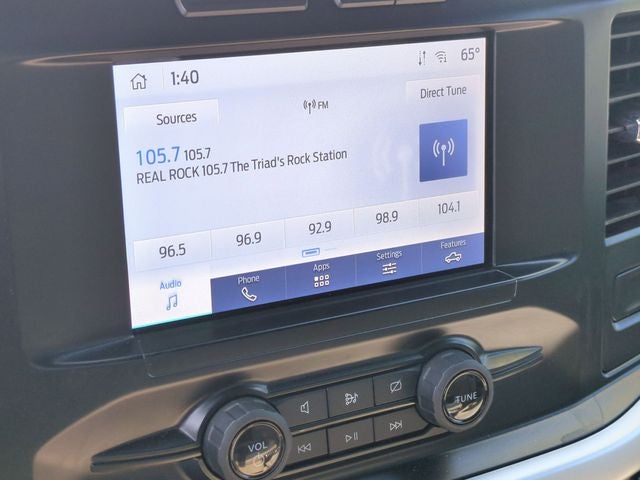 1:40 65°
Sources FM Direct Tune
105.7 105.7
REAL ROCK 105.7 The Triad's Rock Station
96.5 96.9 92.9 98.9 104.1
Audio Phone Apps Settings Features
VOL TUNE